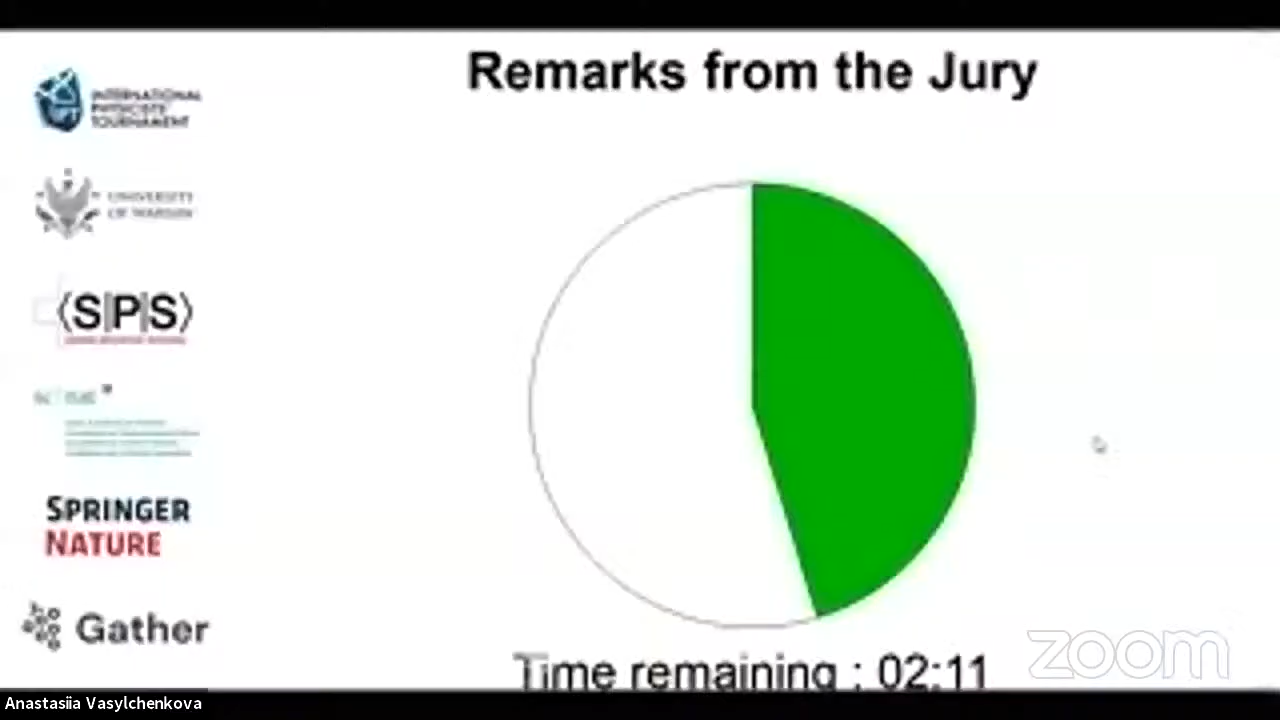 Remarks from the Jury
INTERNATIONAL
PHYSICISTS'
TOURNAMENT
UNIVERSITY
OF WARSAW
⟨S|P|S⟩
SPRINGER
NATURE
Gather
Time remaining : 02:11
zoom
Anastasiia Vasylchenkova